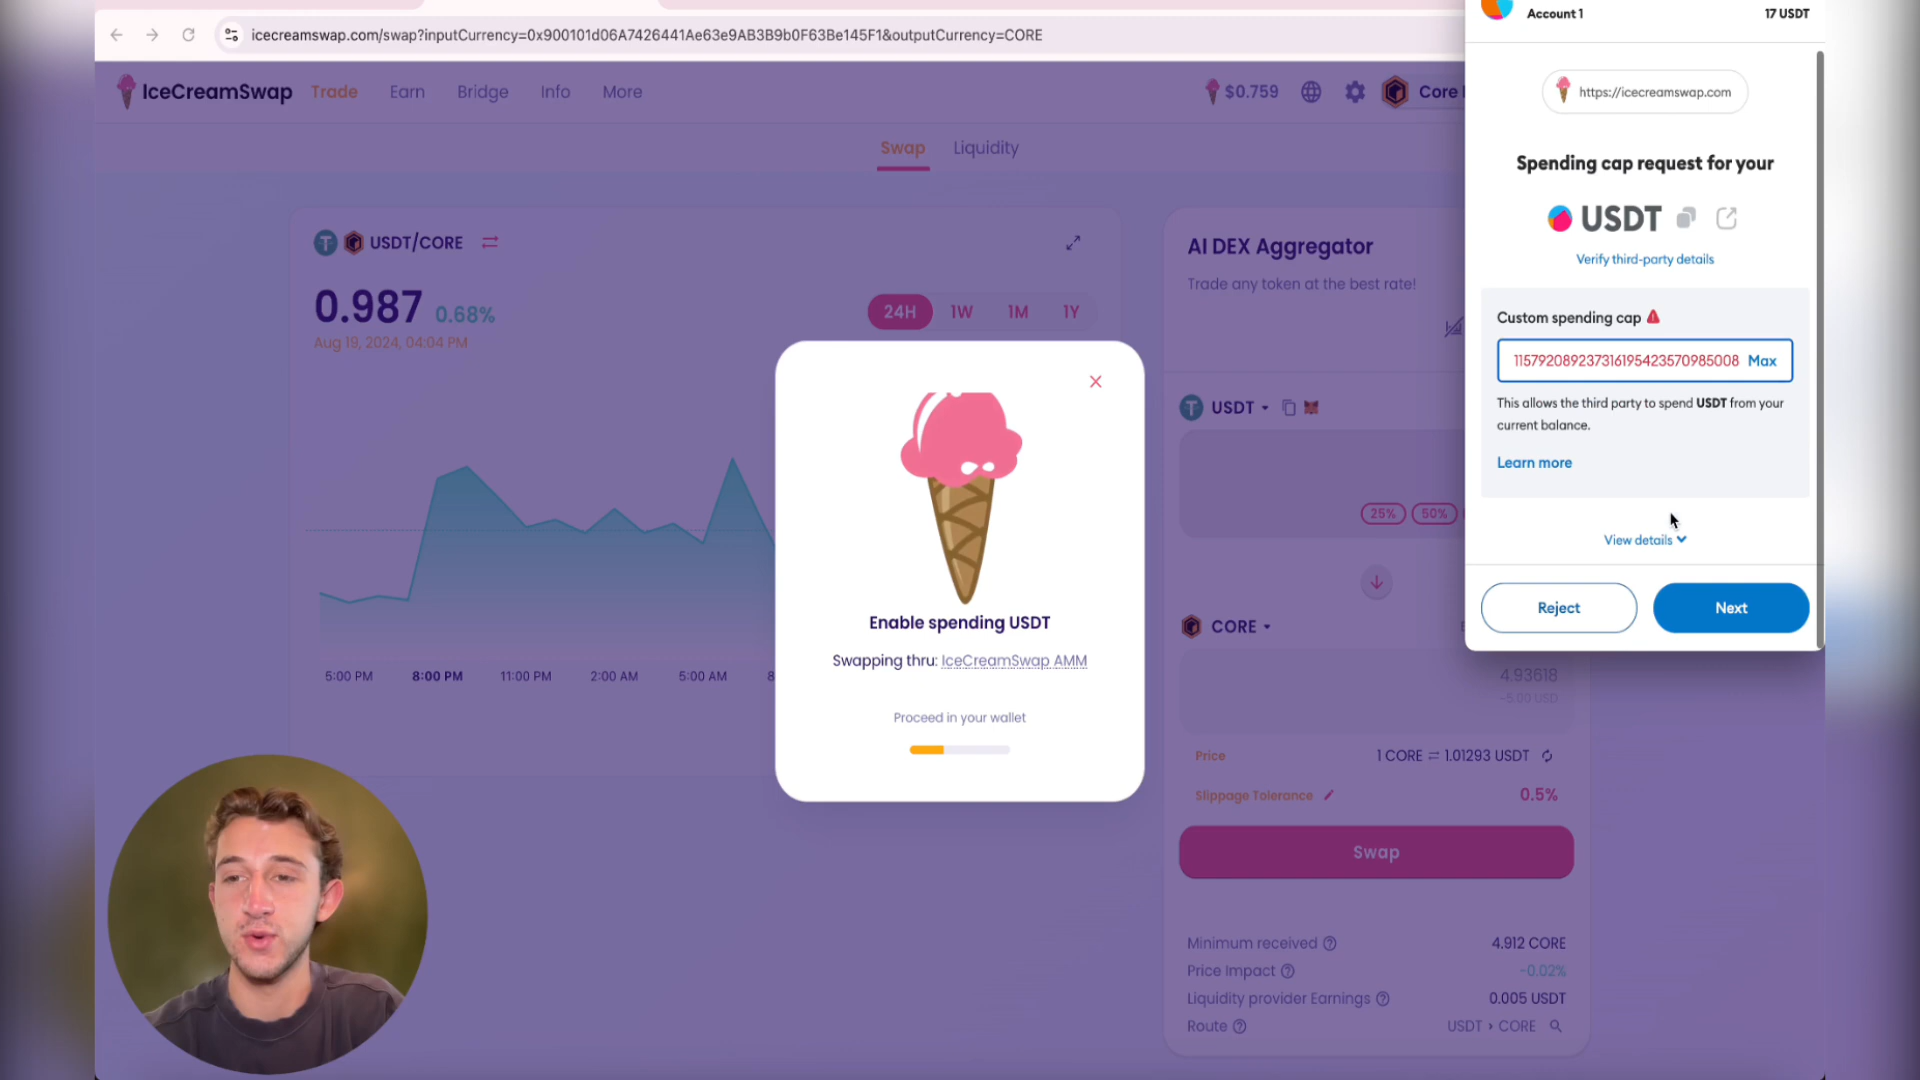 icecreamswap.com/swap?inputCurrency=0x900101d06A7426441Ae63e9AB3B9b0F63Be145F1&outputCurrency=CORE
IceCreamSwap
Trade
Earn
Bridge
Info
More
$0.759
Core
Swap
Liquidity
USDT/CORE
0.987 0.68%
Aug 19, 2024, 04:04 PM
24H
1W
1M
1Y
5:00 PM
8:00 PM
11:00 PM
2:00 AM
5:00 AM
8
Enable spending USDT
Swapping thru: IceCreamSwap AMM
Proceed in your wallet
AI DEX Aggregator
Trade any token at the best rate!
USDT
25%
50%
CORE
4.93618
~5.00 USD
Price
1 CORE ⇌ 1.01293 USDT
Slippage Tolerance
0.5%
Swap
Minimum received
4.912 CORE
Price Impact
-0.02%
Liquidity provider Earnings
0.005 USDT
Route
USDT > CORE
Account 1
17 USDT
https://icecreamswap.com
Spending cap request for your
USDT
Verify third-party details
Custom spending cap
115792089237316195423570985008 Max
This allows the third party to spend USDT from your
current balance.
Learn more
View details
Reject
Next